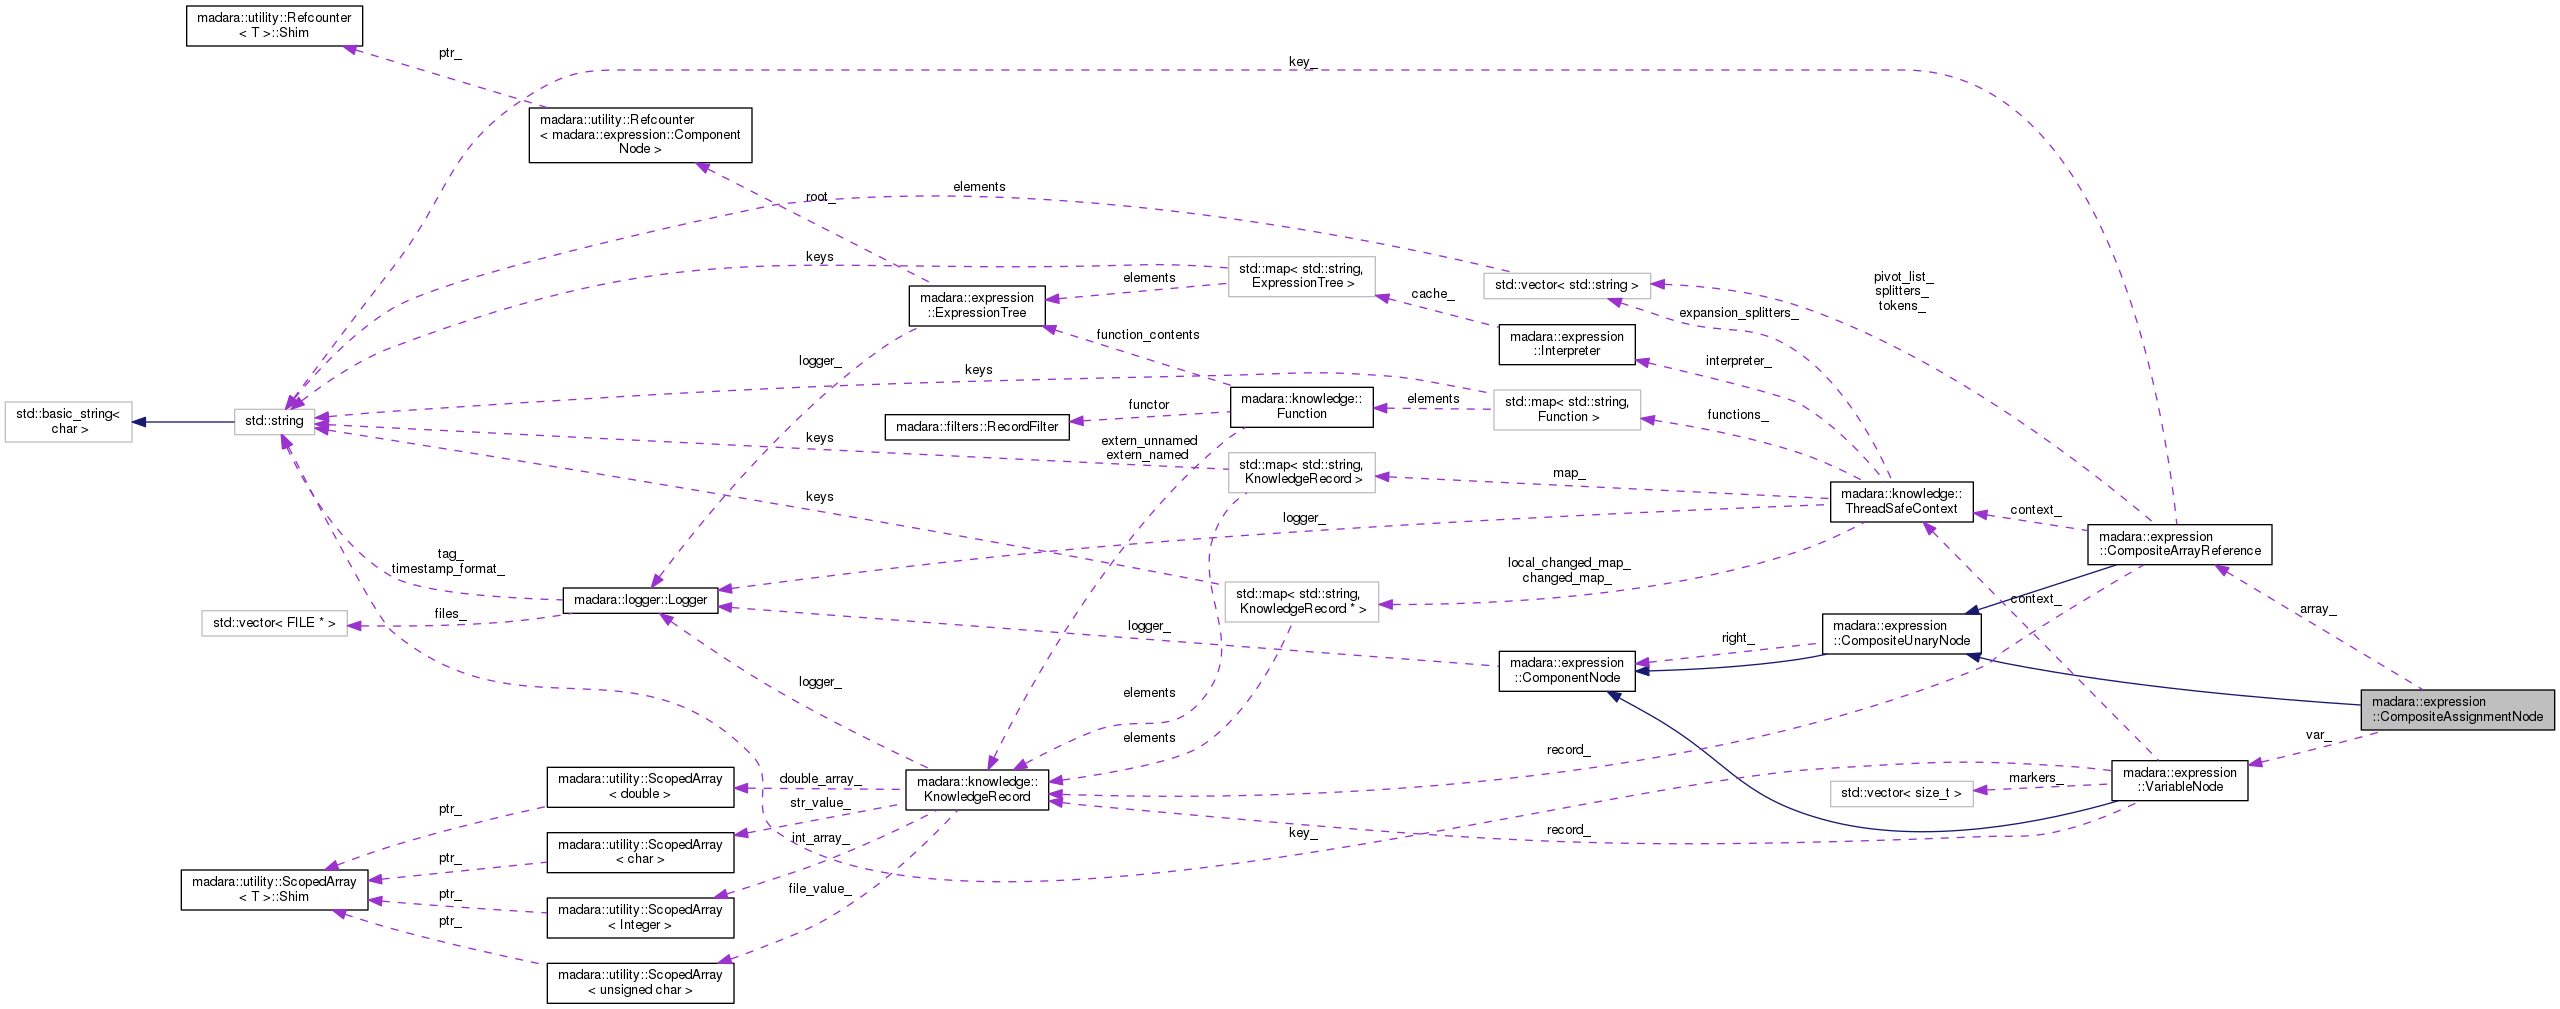 madara::utility::Refcounter
< T >::Shim
ptr_
key_
madara::utility::Refcounter
< madara::expression::Component
Node >
elements
root_
keys
std::map< std::string,
ExpressionTree >
elements
cache_
std::vector< std::string >
pivot_list_
splitters_
tokens_
madara::expression
::ExpressionTree
expansion_splitters_
function_contents
madara::expression
::Interpreter
logger_
interpreter_
keys
std::basic_string<
char >
std::string
madara::filters::RecordFilter
functor
madara::knowledge::
Function
elements
std::map< std::string,
Function >
functions_
keys
extern_unnamed
extern_named
std::map< std::string,
KnowledgeRecord >
map_
madara::knowledge::
ThreadSafeContext
keys
logger_
context_
madara::expression
::CompositeArrayReference
tag_
timestamp_format_
local_changed_map_
changed_map_
madara::logger::Logger
std::map< std::string,
KnowledgeRecord * >
context_
array_
std::vector< FILE * >
files_
logger_
madara::expression
::CompositeUnaryNode
right_
madara::expression
::ComponentNode
logger_
elements
madara::expression
::CompositeAssignmentNode
elements
record_
var_
madara::utility::ScopedArray
< double >
double_array_
madara::knowledge::
KnowledgeRecord
std::vector< size_t >
markers_
madara::expression
::VariableNode
ptr_
str_value_
madara::utility::ScopedArray
< char >
int_array_
key_
record_
ptr_
madara::utility::ScopedArray
< T >::Shim
file_value_
ptr_
madara::utility::ScopedArray
< Integer >
ptr_
madara::utility::ScopedArray
< unsigned char >